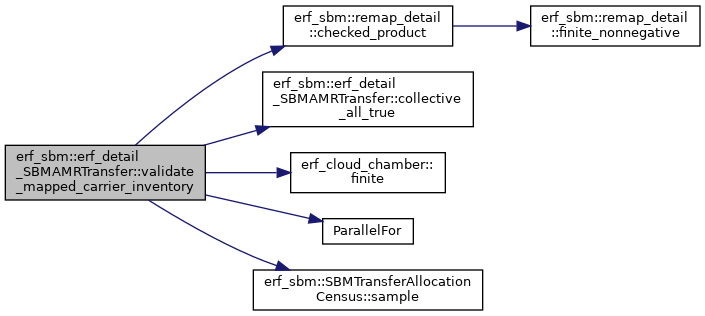 erf_sbm::remap_detail
::checked_product
erf_sbm::remap_detail
::finite_nonnegative
erf_sbm::erf_detail
_SBMAMRTransfer::collective
_all_true
erf_sbm::erf_detail
_SBMAMRTransfer::validate
_mapped_carrier_inventory
erf_cloud_chamber::
finite
ParallelFor
erf_sbm::SBMTransferAllocation
Census::sample